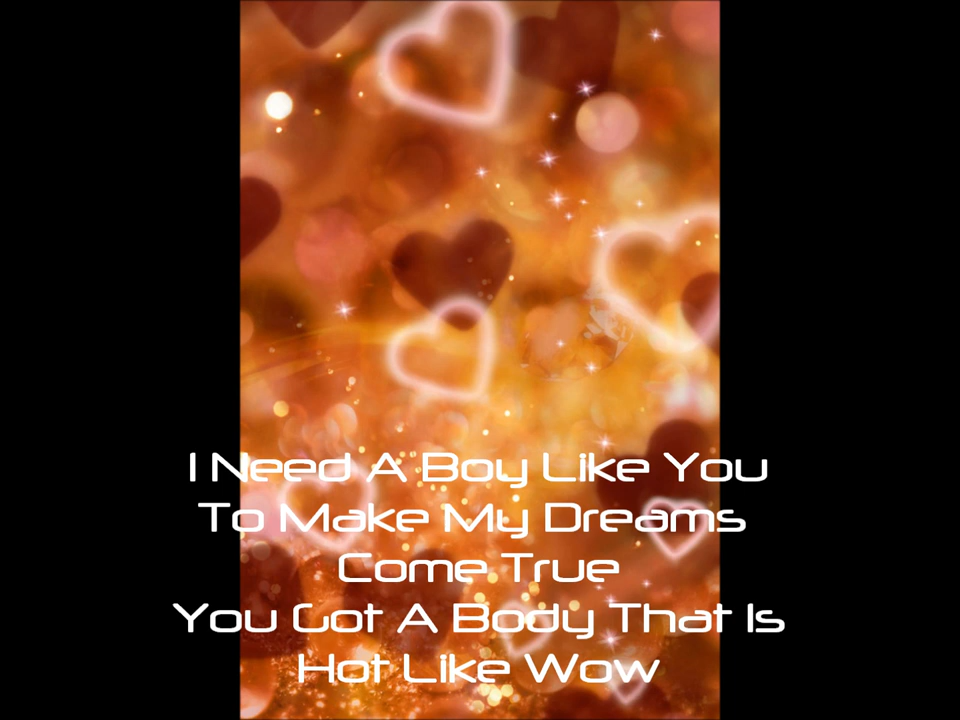 I Need A Boy Like You
To Make My Dreams
Come True
You Got A Body That Is
Hot Like Wow